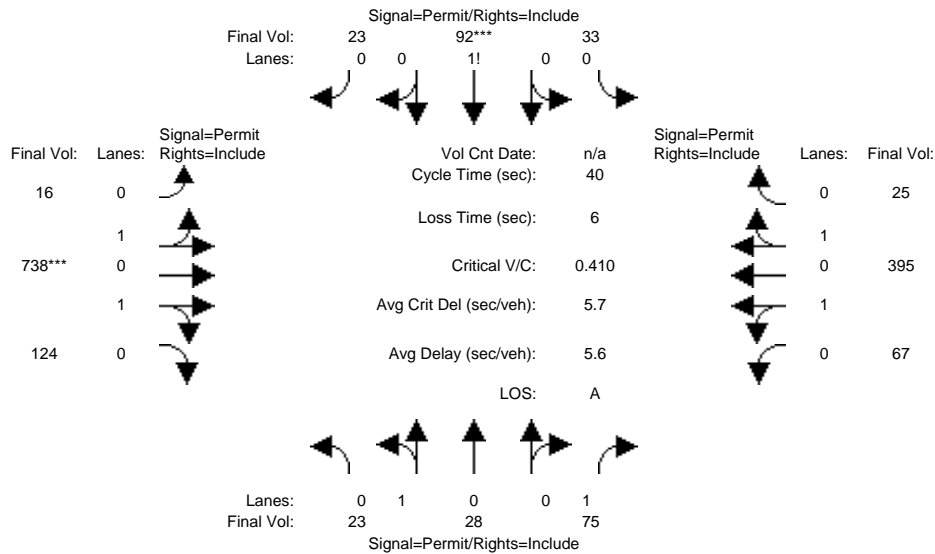 Signal=Permit/Rights=Include
Final Vol: 23 92*** 33
Lanes: 0 0 1! 0 0
Signal=Permit Signal=Permit
Final Vol: Lanes: Rights=Include Vol Cnt Date: n/a Rights=Include Lanes: Final Vol:
Cycle Time (sec): 40
16 0 0 25
Loss Time (sec): 6
1 1
738*** 0 Critical V/C: 0.410 0 395
1 Avg Crit Del (sec/veh): 5.7 1
124 0 Avg Delay (sec/veh): 5.6 0 67
LOS: A
Lanes: 0 1 0 0 1
Final Vol: 23 28 75
Signal=Permit/Rights=Include